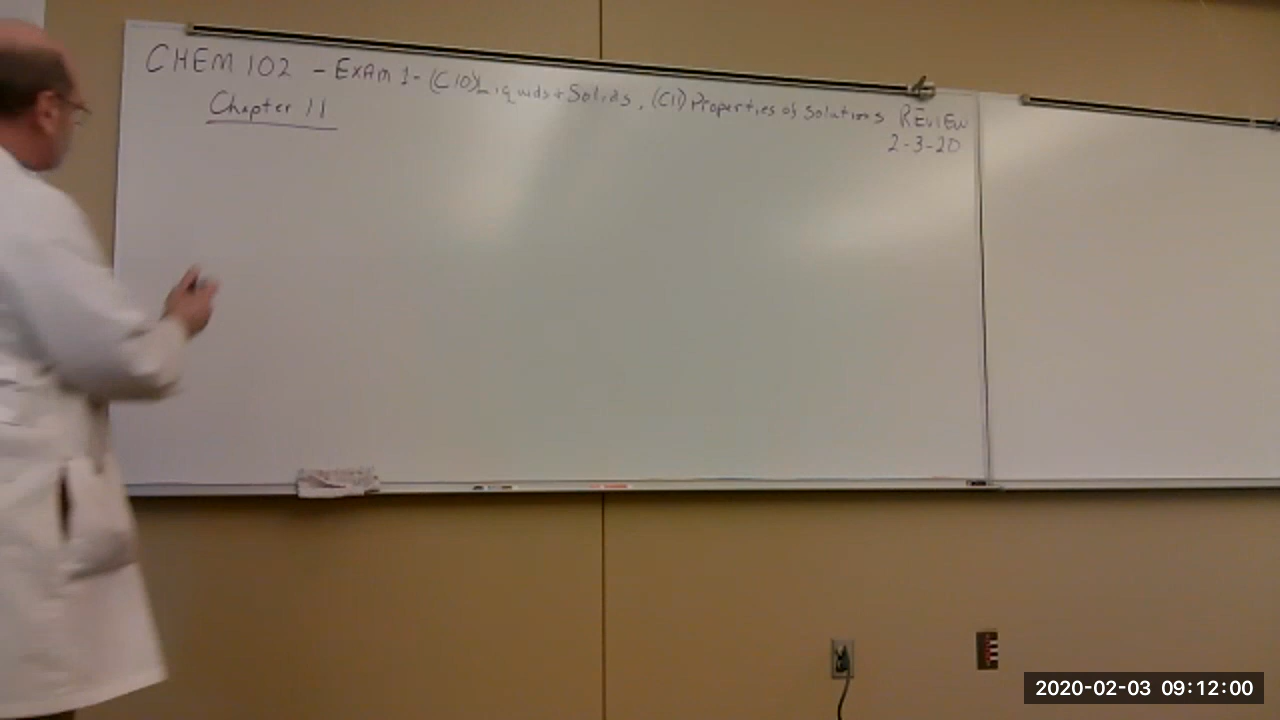 CHEM 102 - EXAM 1 - (C10) Liquids + Solids, (C11) Properties of Solutions REVIEW
2-3-20
Chapter 11
2020-02-03 09:12:00